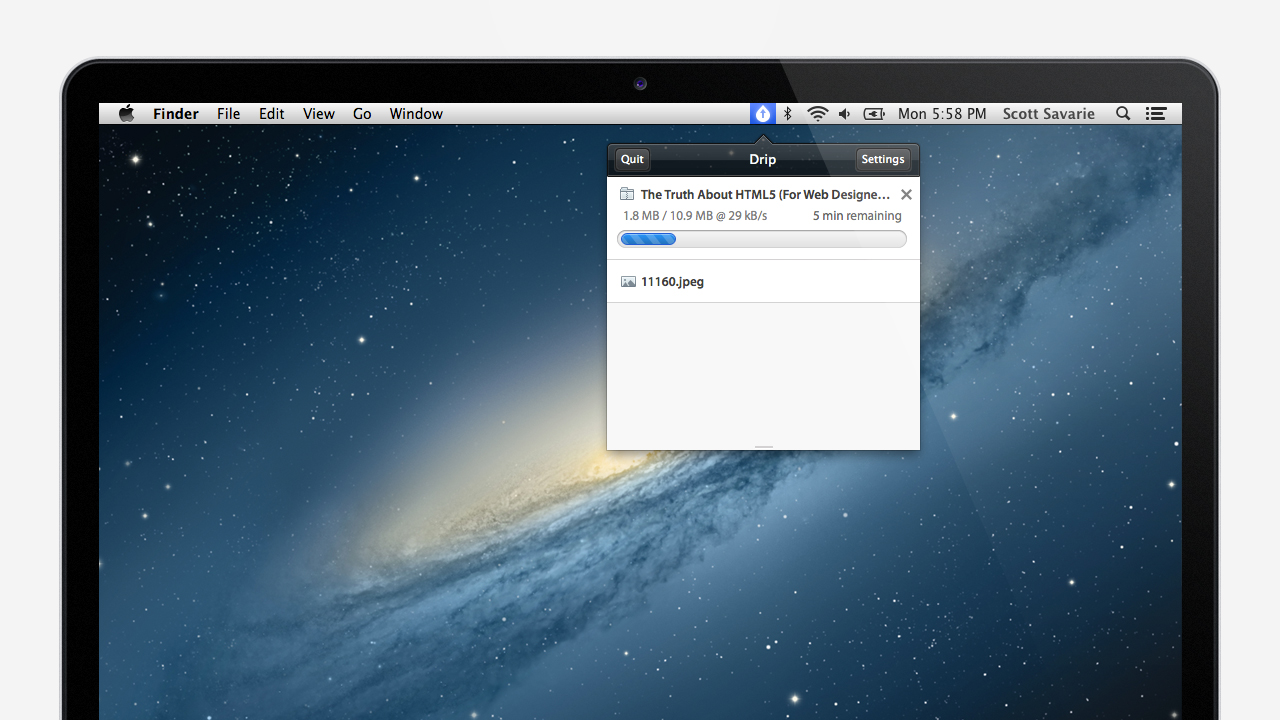 Finder File Edit View Go Window Mon 5:58 PM Scott Savarie
Quit Drip Settings
The Truth About HTML5 (For Web Designe...
1.8 MB / 10.9 MB @ 29 kB/s 5 min remaining
11160.jpeg